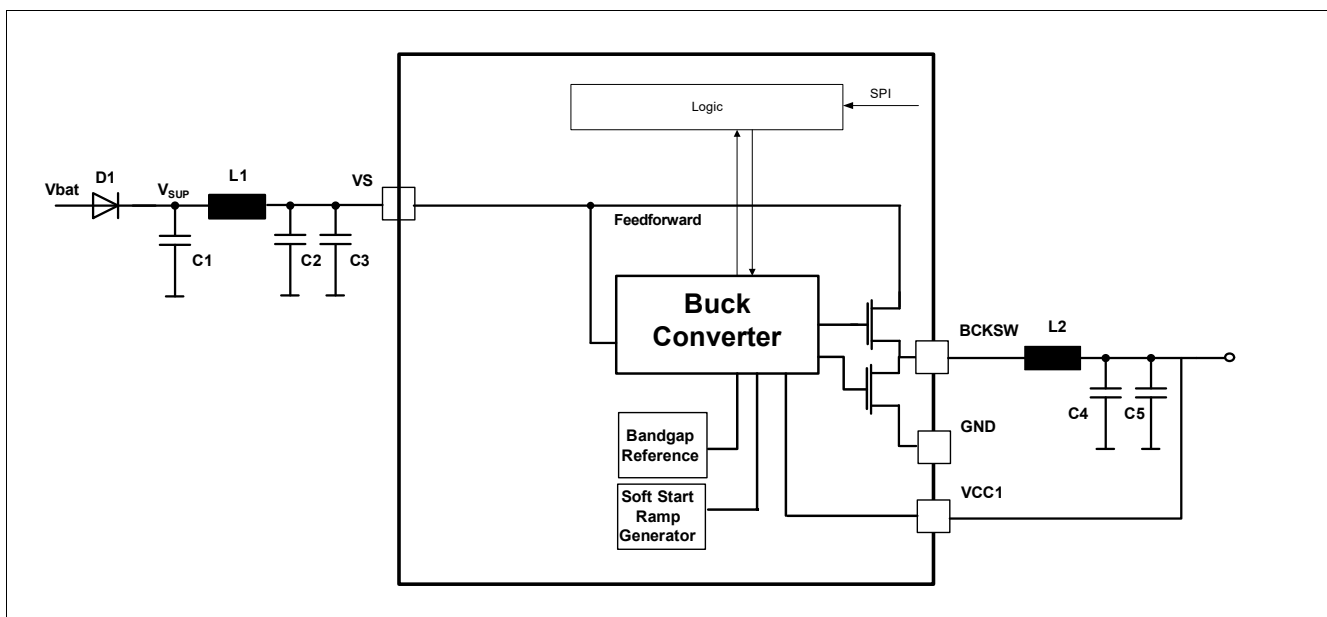 Logic
SPI
Vbat
D1
VSUP
L1
VS
C1
C2
C3
Feedforward
Buck
Converter
BCKSW
L2
C4
C5
GND
Bandgap
Reference
VCC1
Soft Start
Ramp
Generator